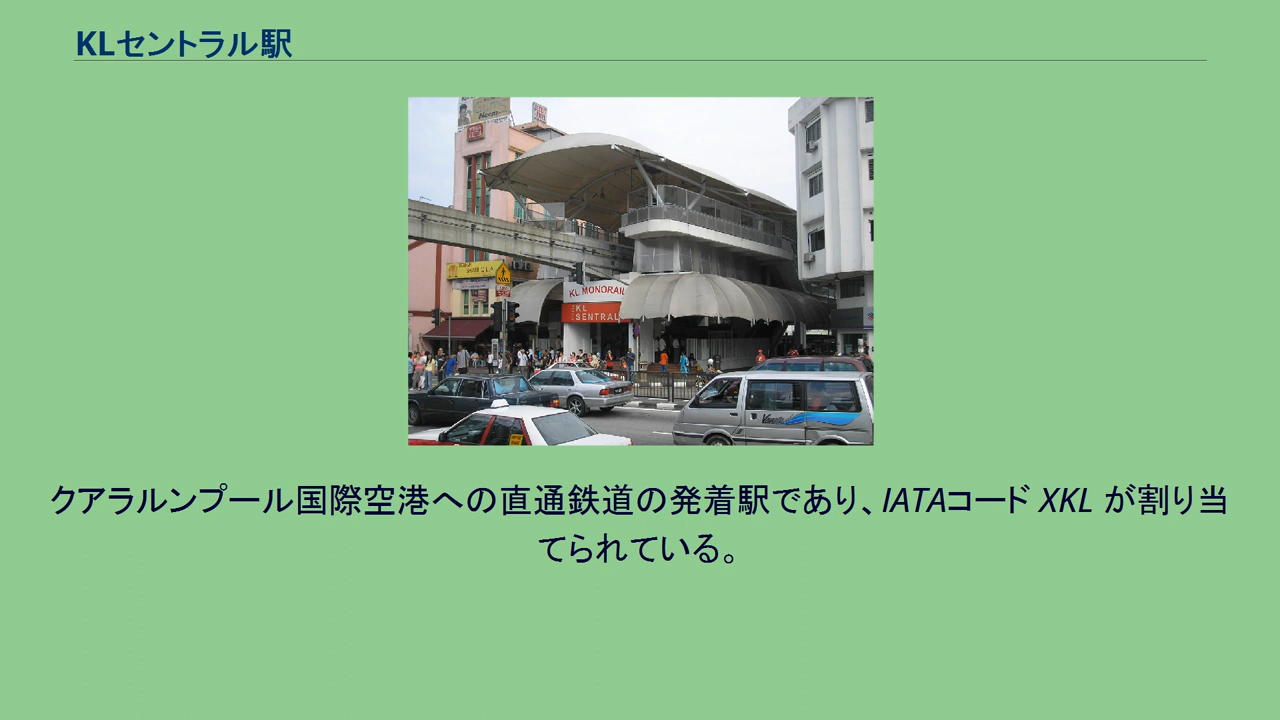 KLセントラル駅
KL MONORAIL
KL
SENTRAL
クアラルンプール国際空港への直通鉄道の発着駅であり、IATAコード XKL が割り当
てられている。